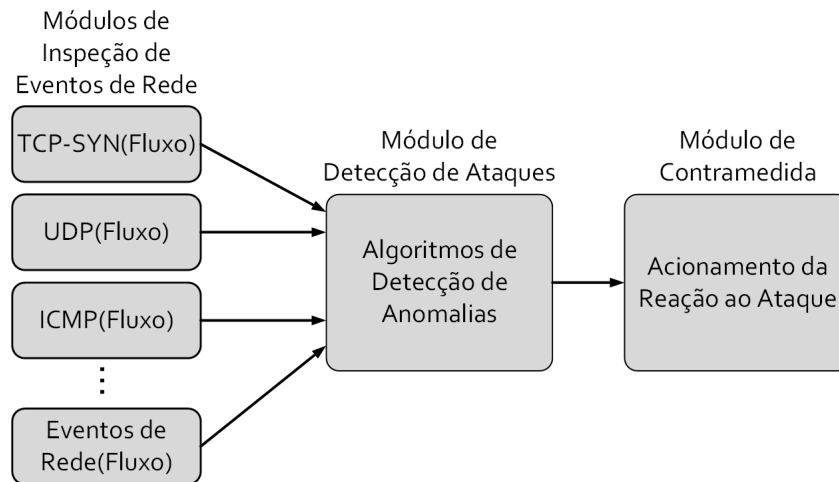 Módulos de
Inspeção de
Eventos de Rede
TCP-SYN(Fluxo)
UDP(Fluxo)
ICMP(Fluxo)
Eventos de
Rede(Fluxo)
Módulo de
Detecção de Ataques
Algoritmos de
Detecção de
Anomalias
Módulo de
Contramedida
Acionamento da
Reação ao Ataque